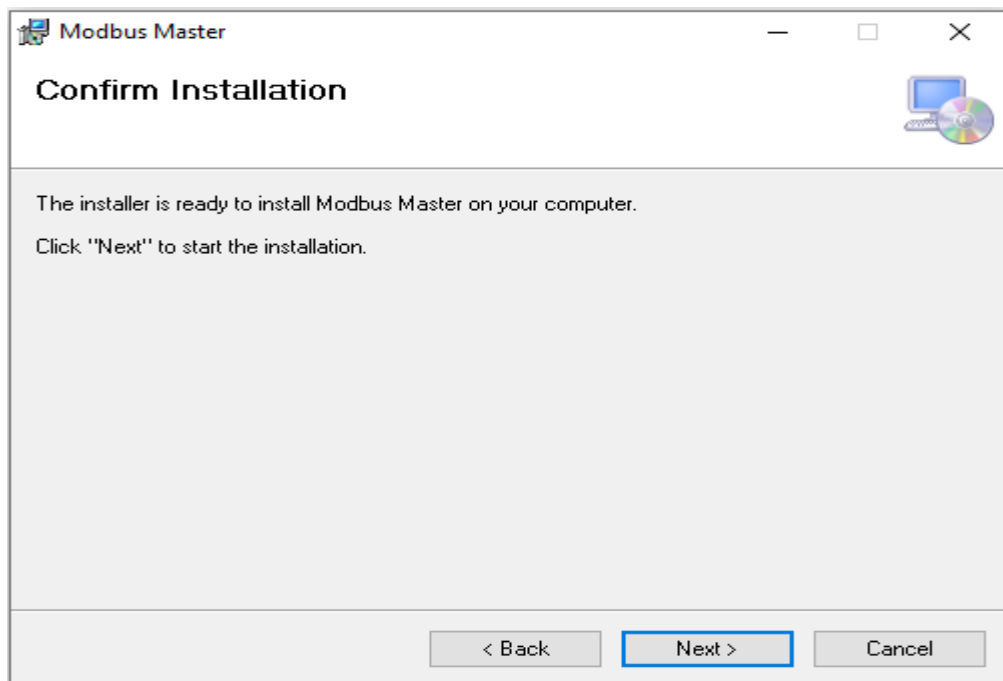 Modbus Master
Confirm Installation
The installer is ready to install Modbus Master on your computer.
Click "Next" to start the installation.
< Back
Next >
Cancel